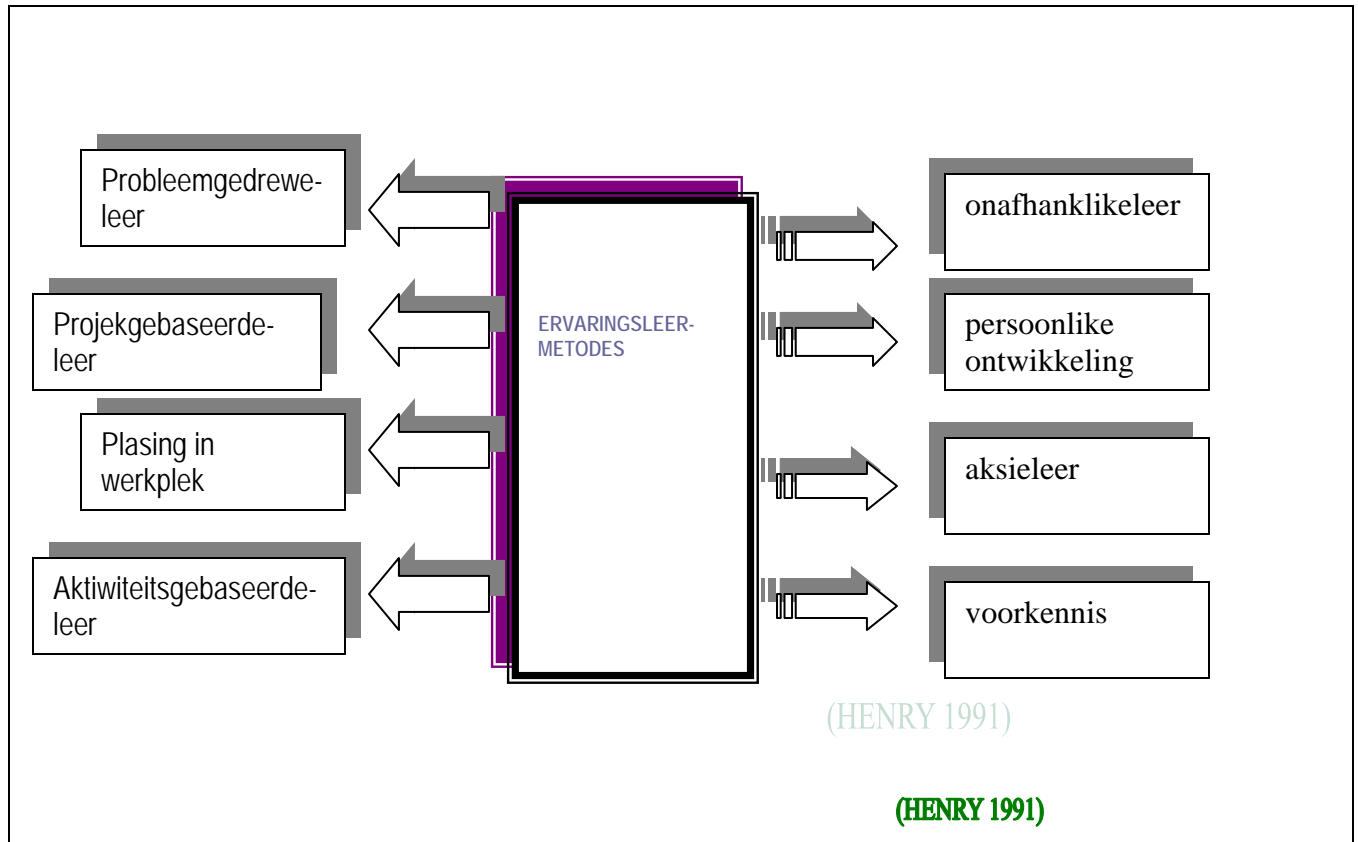 Probleemgedrewe-
leer
Projekgebaseerde-
leer
Plasing in
werkplek
Aktiwiteitsgebaseerde-
leer
ERVARINGSLEER-
METODES
onafhanklikeleer
persoonlike
ontwikkeling
aksieleer
voorkennis
(HENRY 1991)
(HENRY 1991)